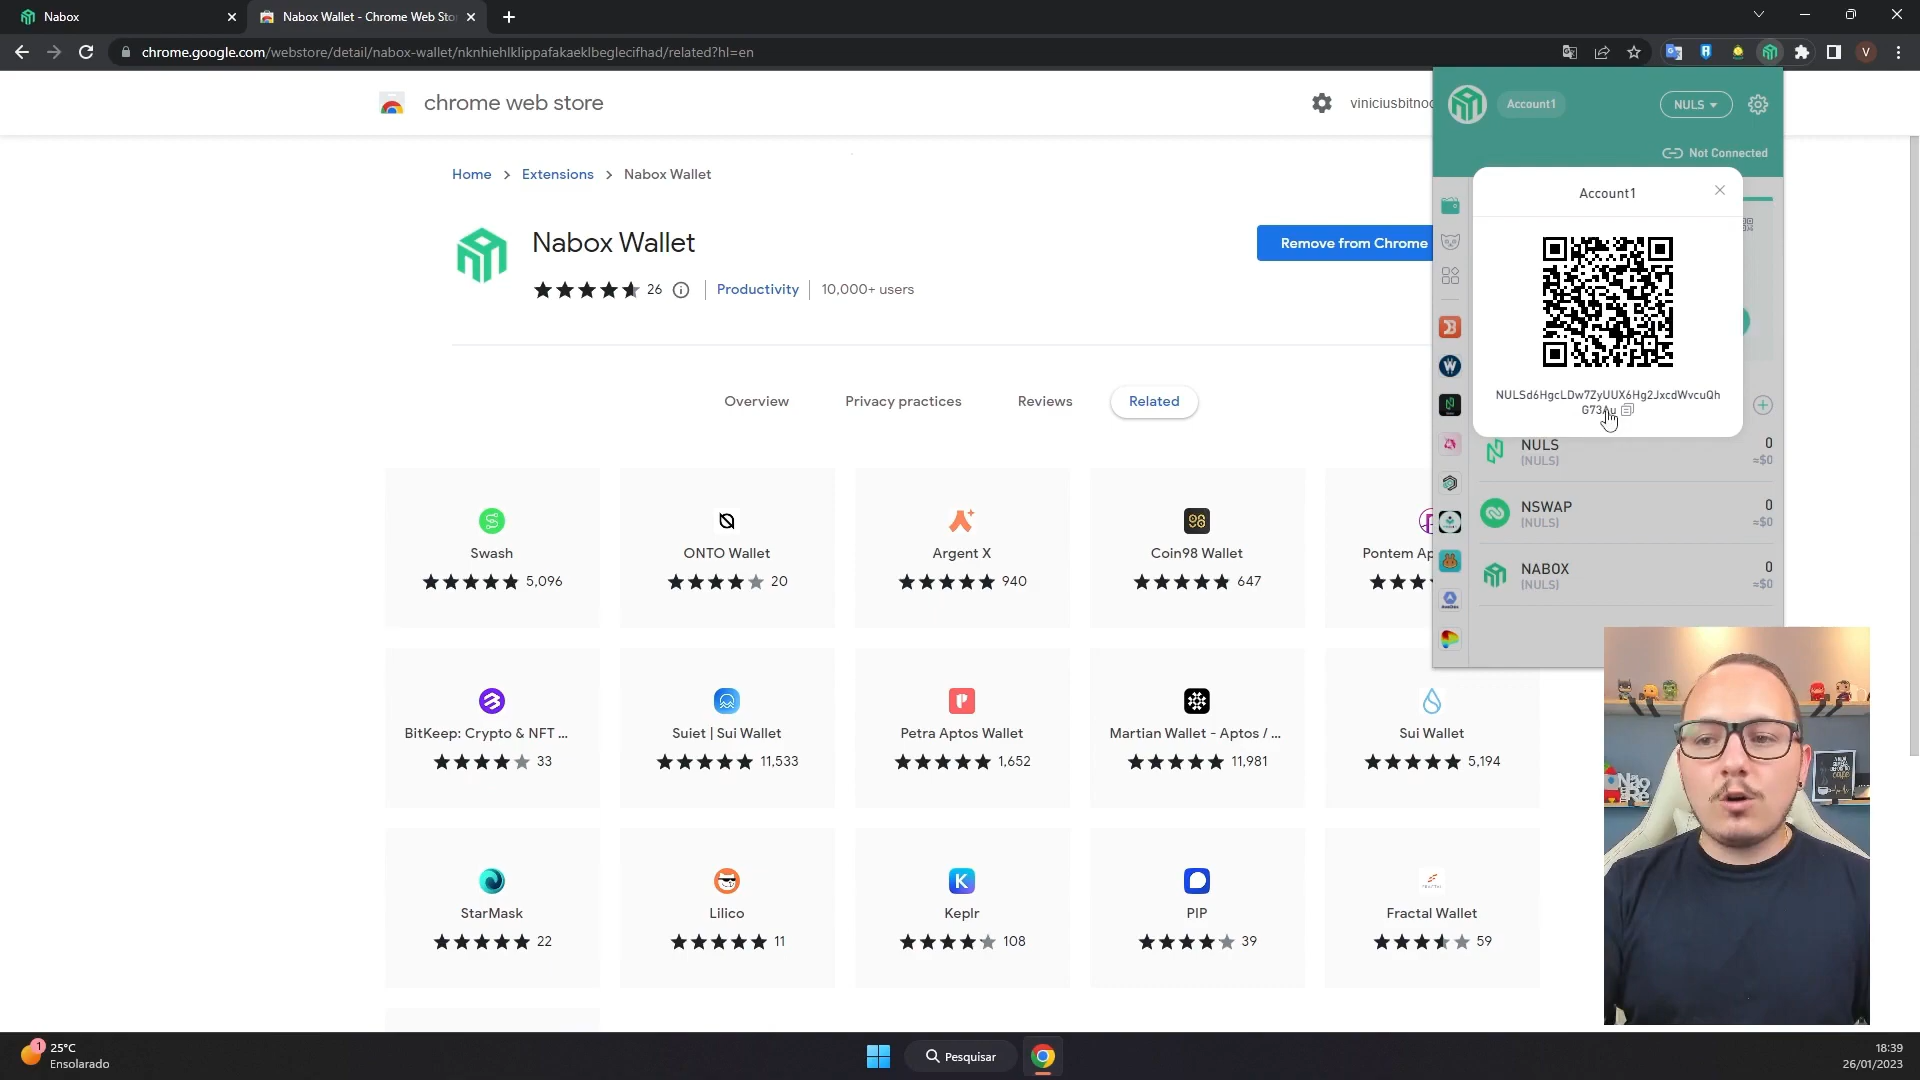 Nabox
Nabox Wallet - Chrome Web Sto
chrome.google.com/webstore/detail/nabox-wallet/nknhiehlklippafakaeklbeglecifhad/related?hl=en
V
chrome web store
viniciusbitnoc
Account1
NULS
Not Connected
Home > Extensions > Nabox Wallet
Nabox Wallet
26
Productivity
10,000+ users
Remove from Chrome
Account1
NULSd6HgcLDw7ZyUUX6Hg2JxcdWvcuQh
G73Au
Overview
Privacy practices
Reviews
Related
NULS
(NULS)
0
≈$0
NSWAP
(NULS)
0
≈$0
NABOX
(NULS)
0
≈$0
Swash
5,096
ONTO Wallet
20
Argent X
940
Coin98 Wallet
647
Pontem Ap
BitKeep: Crypto & NFT ...
33
Suiet | Sui Wallet
11,533
Petra Aptos Wallet
1,652
Martian Wallet - Aptos / ...
11,981
Sui Wallet
5,194
StarMask
22
Lilico
11
Keplr
108
PIP
39
Fractal Wallet
59
1
25°C
Ensolarado
Pesquisar
18:39
26/01/2023